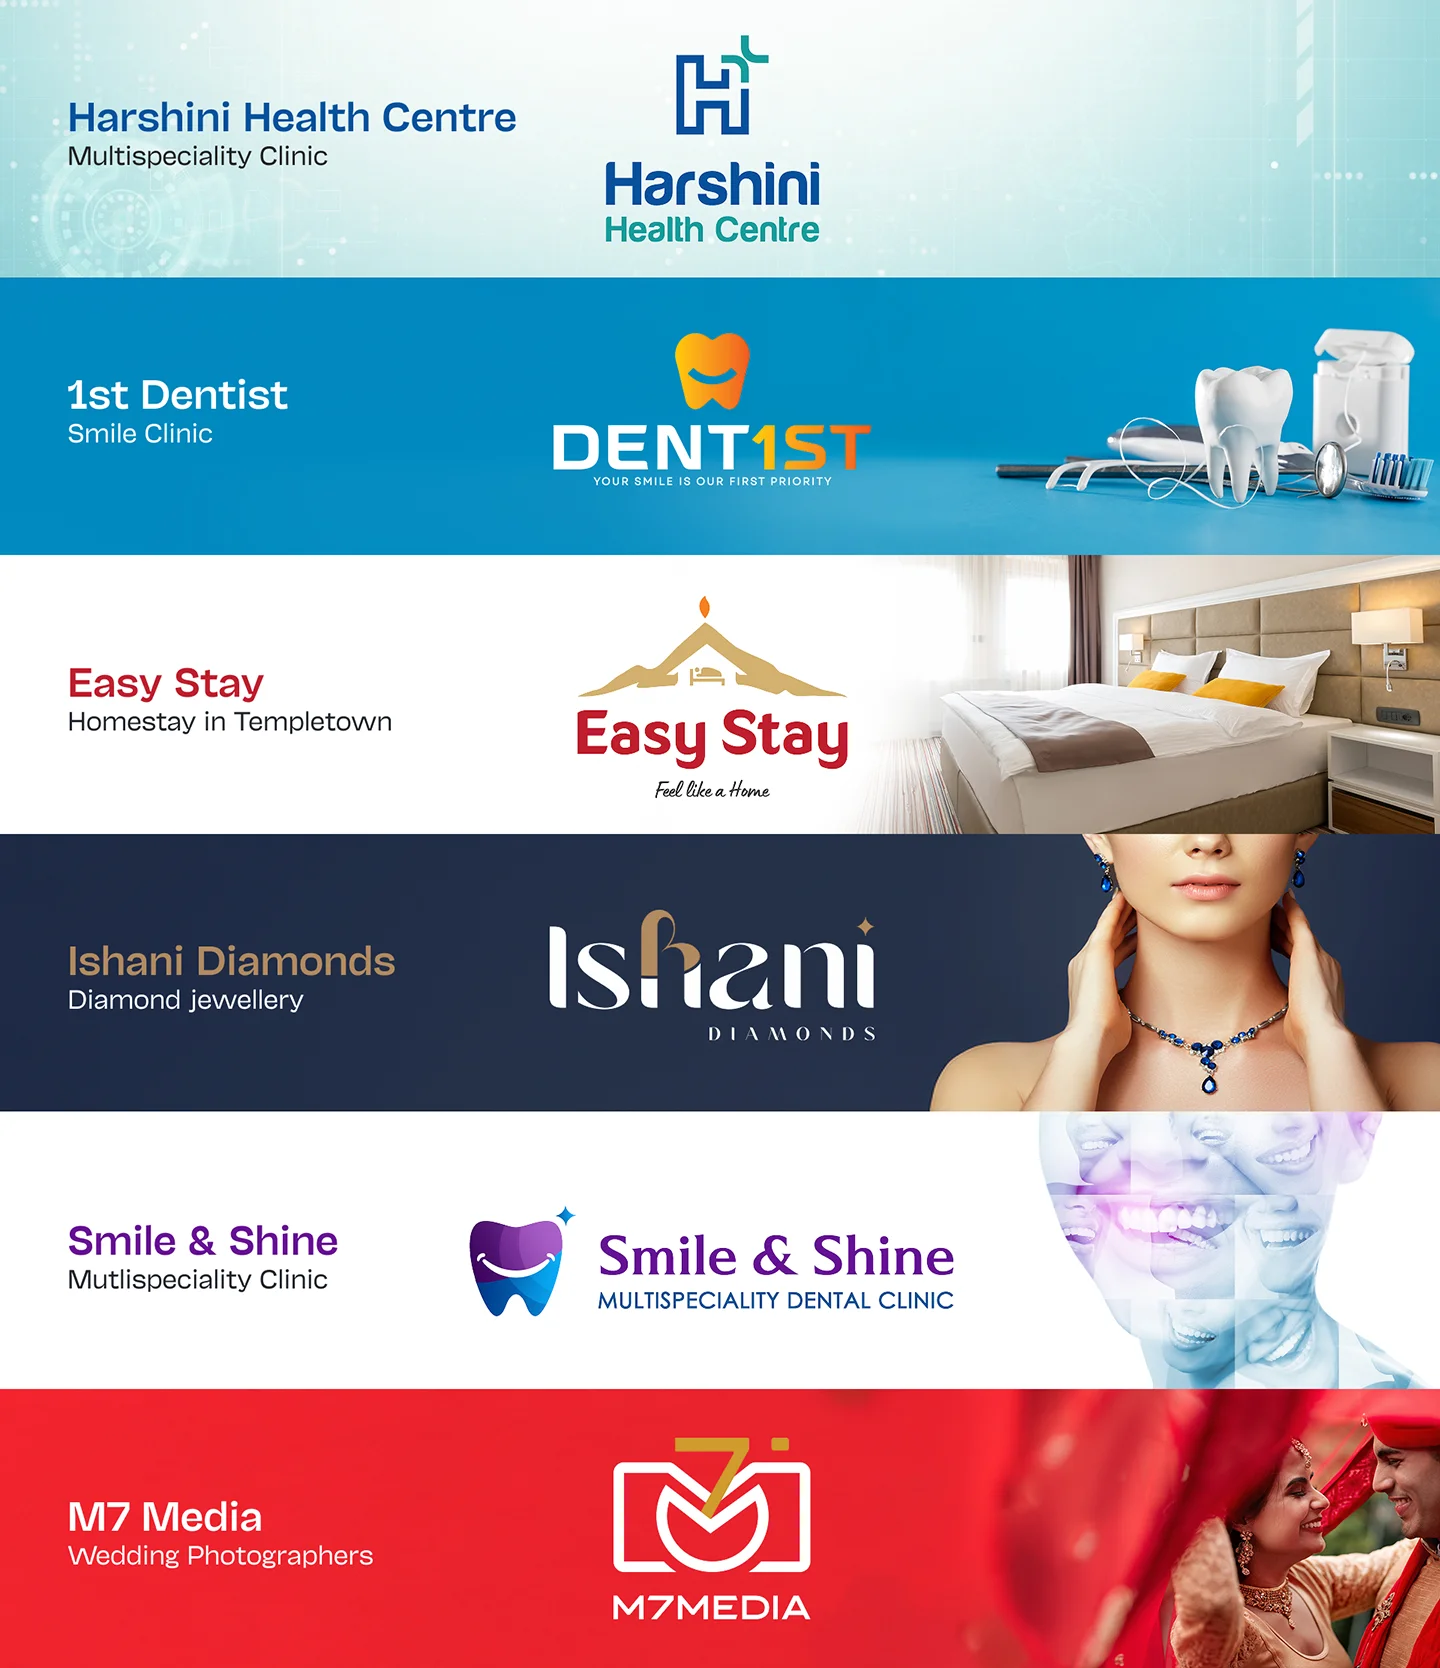 Harshini Health Centre
Multispeciality Clinic
H
Harshini
Health Centre
1st Dentist
Smile Clinic
DENT1ST
YOUR SMILE IS OUR FIRST PRIORITY
Easy Stay
Homestay in Templetown
Easy Stay
Feel like a Home
Ishani Diamonds
Diamond jewellery
Ishani
DIAMONDS
Smile & Shine
Mutlispeciality Clinic
Smile & Shine
MULTISPECIALITY DENTAL CLINIC
M7 Media
Wedding Photographers
M7
M7MEDIA